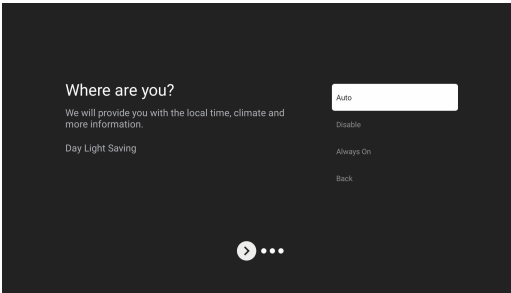 Where are you?
We will provide you with the local time, climate and
more information.
Day Light Saving
Auto
Disable
Always On
Back